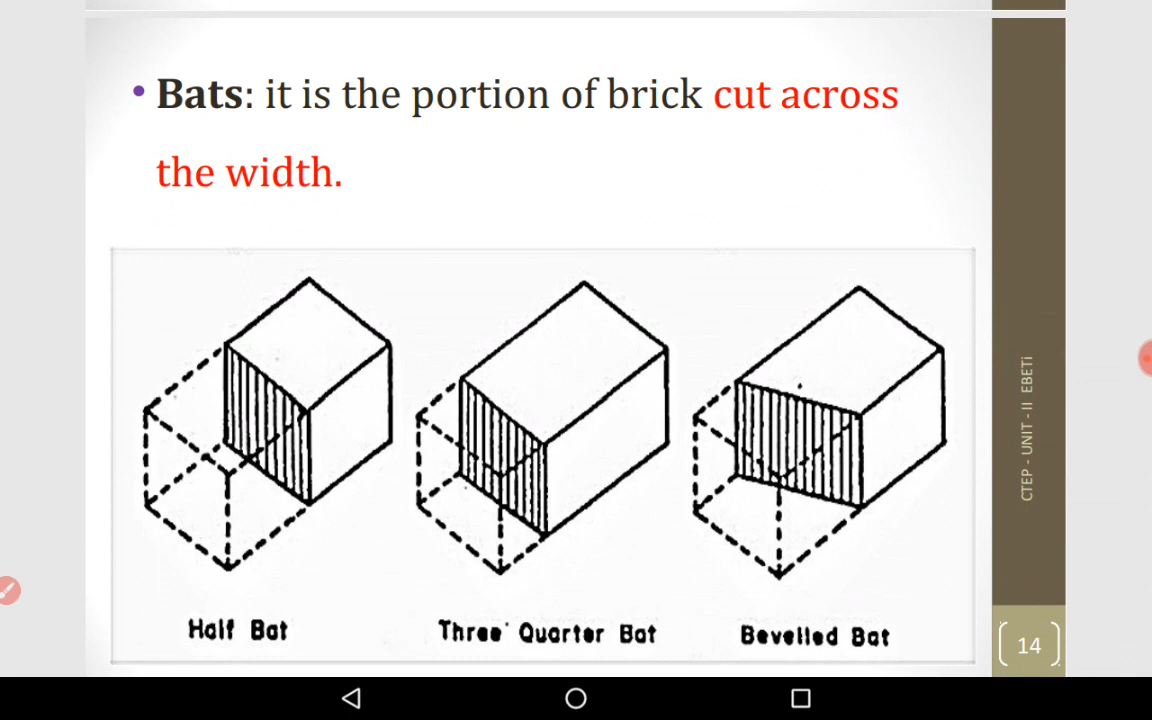 • Bats: it is the portion of brick cut across
the width.
Half Bat
Three Quarter Bat
Bevelled Bat
CTEP - UNIT - II EBETi
14